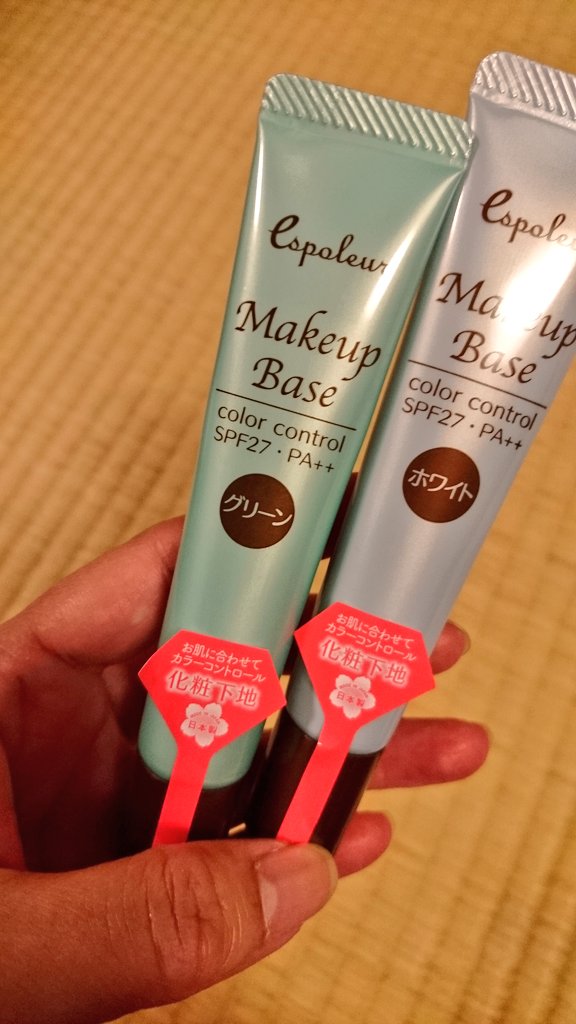 espoleur
Makeup
Base
color control
SPF27・PA++
グリーン
お肌に合わせて
カラーコントロール
化粧下地
日本製
Makeup
Base
color control
SPF27・PA++
ホワイト
お肌に合わせて
カラーコントロール
化粧下地
日本製